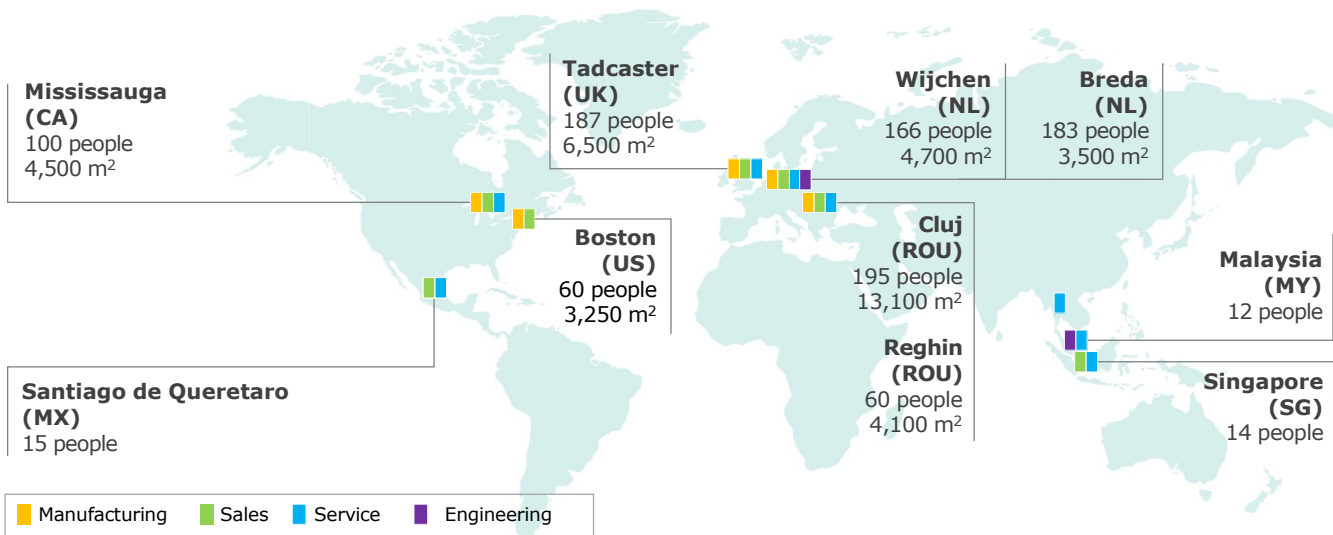 Mississauga
(CA)
100 people
4,500 m²
Tadcaster
(UK)
187 people
6,500 m²
Wijchen
(NL)
166 people
4,700 m²
Breda
(NL)
183 people
3,500 m²
Boston
(US)
60 people
3,250 m²
Cluj
(ROU)
195 people
13,100 m²
Reghin
(ROU)
60 people
4,100 m²
Malaysia
(MY)
12 people
Singapore
(SG)
14 people
Santiago de Queretaro
(MX)
15 people
Manufacturing Sales Service Engineering